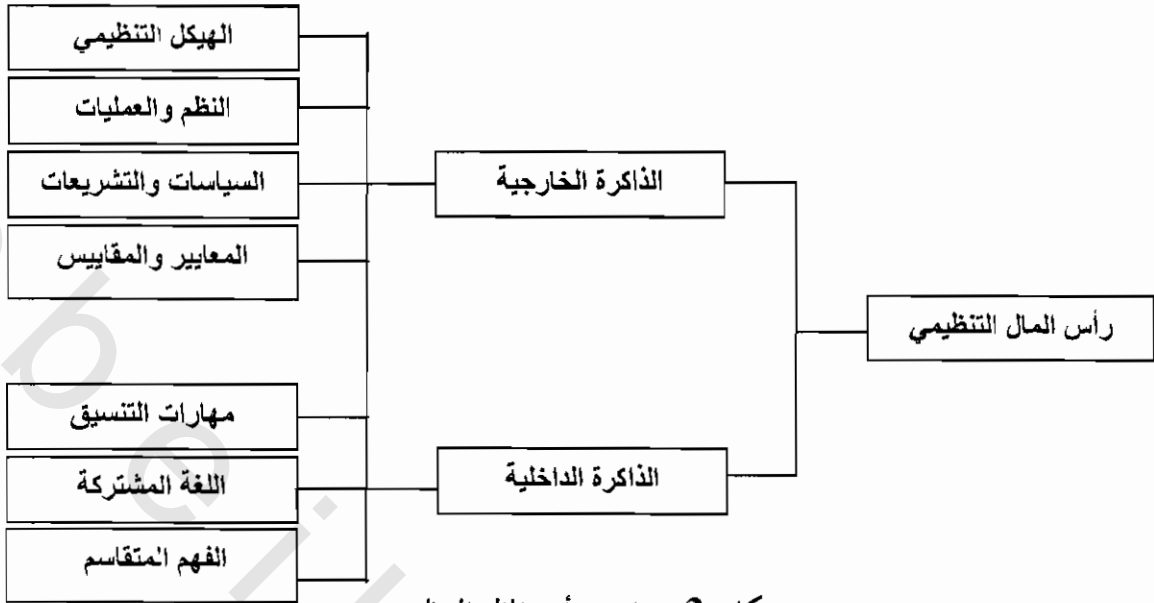 رأس المال التنظيمي
الذاكرة الخارجية
الهيكل التنظيمي
النظم والعمليات
السياسات والتشريعات
المعايير والمقاييس
الذاكرة الداخلية
مهارات التنسيق
اللغة المشتركة
الفهم المتقاسم